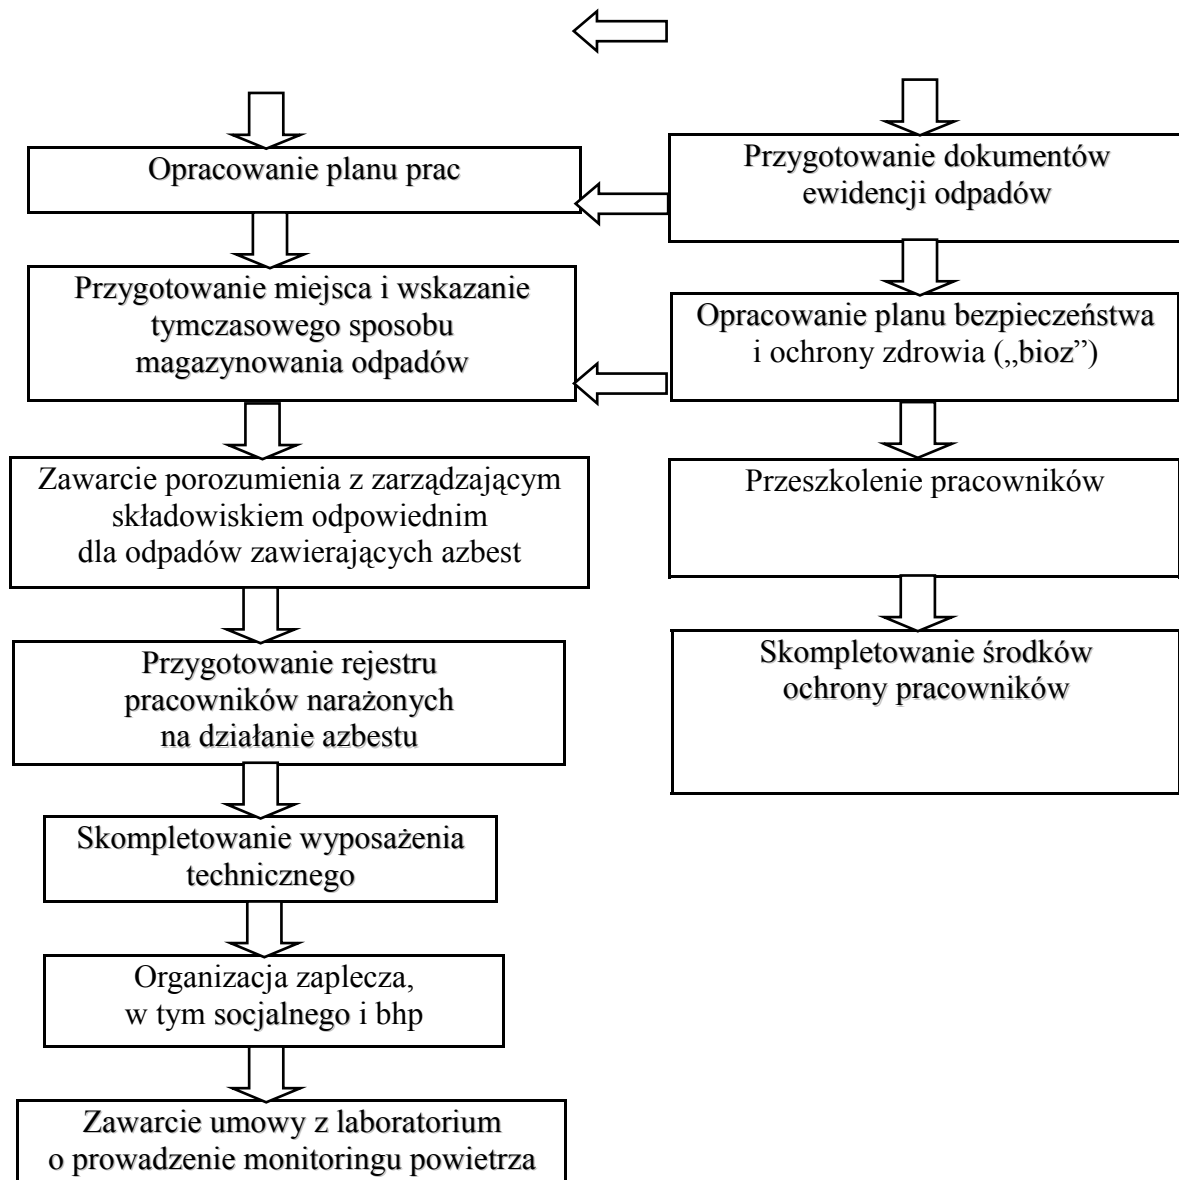 Opracowanie planu prac
Przygotowanie miejsca i wskazanie
tymczasowego sposobu
magazynowania odpadów
Zawarcie porozumienia z zarządzającym
składowiskiem odpowiednim
dla odpadów zawierających azbest
Przygotowanie rejestru
pracowników narażonych
na działanie azbestu
Skompletowanie wyposażenia
technicznego
Organizacja zaplecza,
w tym socjalnego i bhp
Zawarcie umowy z laboratorium
o prowadzenie monitoringu powietrza
Przygotowanie dokumentów
ewidencji odpadów
Opracowanie planu bezpieczeństwa
i ochrony zdrowia („bioz”)
Przeszkolenie pracowników
Skompletowanie środków
ochrony pracowników